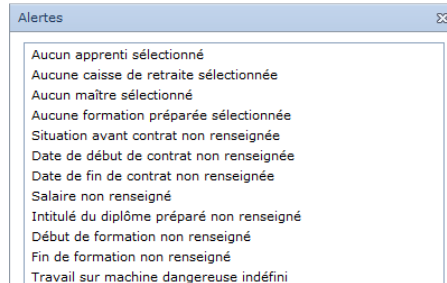 Alertes
Aucun apprenti sélectionné
Aucune caisse de retraite sélectionnée
Aucun maître sélectionné
Aucune formation préparée sélectionnée
Situation avant contrat non renseignée
Date de début de contrat non renseignée
Date de fin de contrat non renseignée
Salaire non renseigné
Intitulé du diplôme préparé non renseigné
Début de formation non renseigné
Fin de formation non renseigné
Travail sur machine dangereuse indéfini